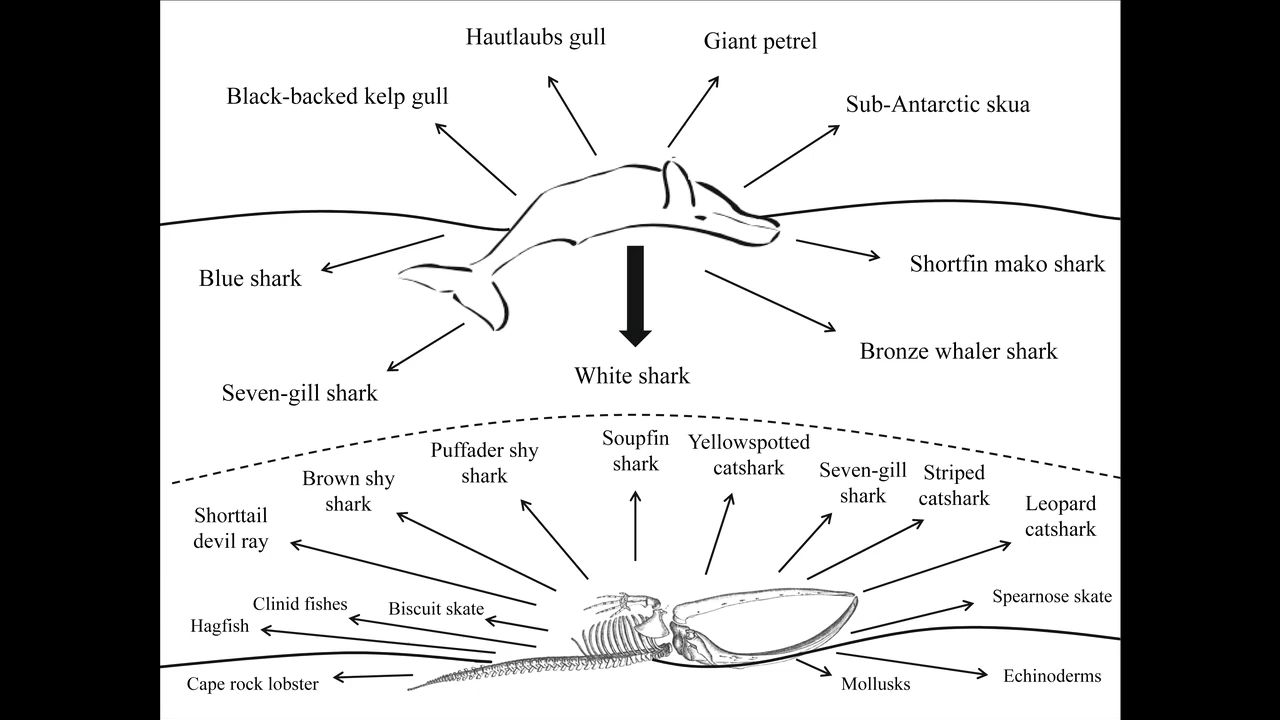 Hautlaubs gull
Giant petrel
Black-backed kelp gull
Sub-Antarctic skua
Blue shark
Shortfin mako shark
Seven-gill shark
Bronze whaler shark
White shark
Puffader shy
shark
Soupfin
shark
Yellowspotted
catshark
Brown shy
shark
Seven-gill
shark
Striped
catshark
Shorttail
devil ray
Leopard
catshark
Clinid fishes
Biscuit skate
Spearnose skate
Hagfish
Cape rock lobster
Mollusks
Echinoderms